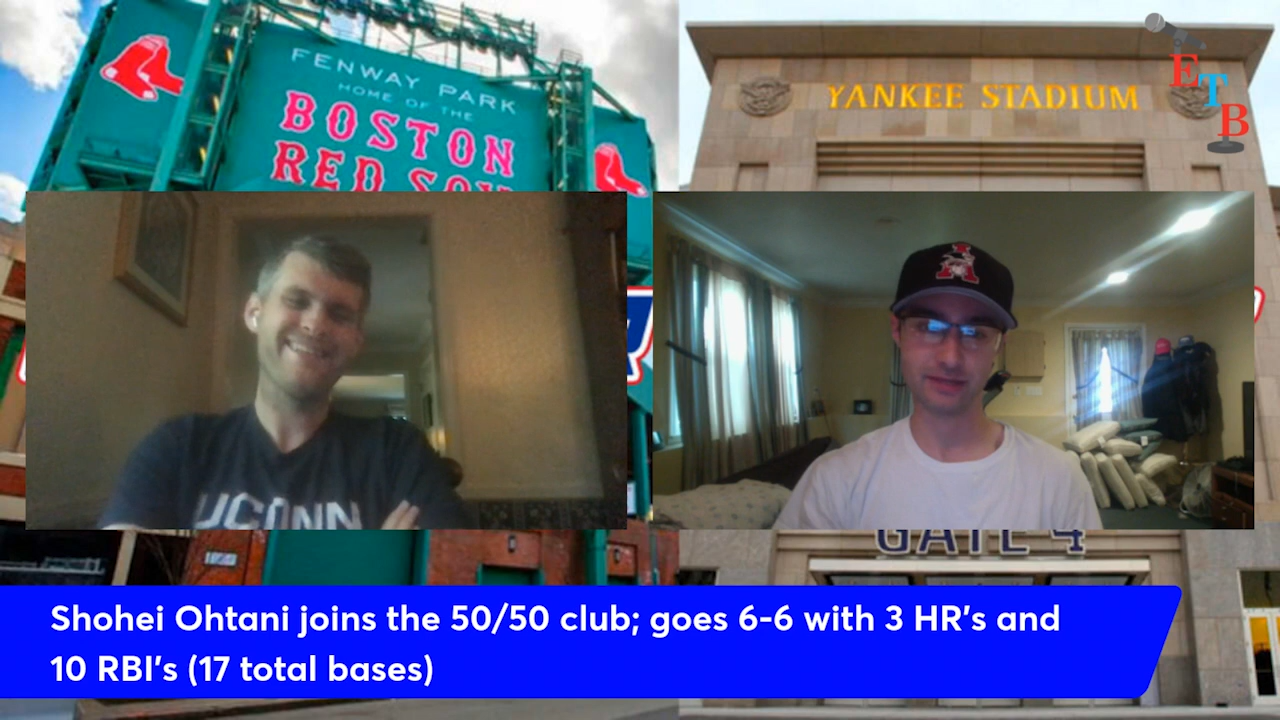 FENWAY PARK
HOME OF THE
BOSTON
RED SOX
YANKEE STADIUM
E
T
B
UCONN
A
GATE 4
Shohei Ohtani joins the 50/50 club; goes 6-6 with 3 HR's and
10 RBI's (17 total bases)